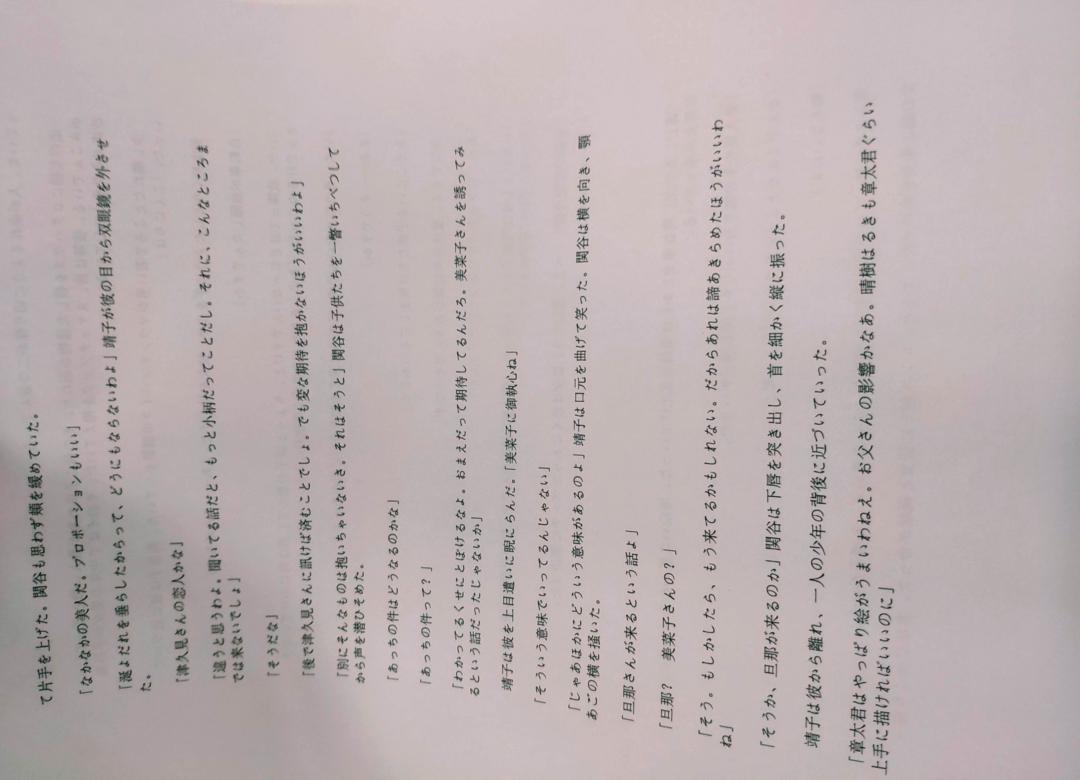 て片手を上げた。関谷も思わず頬を緩めていた。
「なかなかの美人だ。プロポーションもいい」
「涎よだれを垂らしたからって、どうにもならないわよ」靖子が彼の目から双眼鏡を外させ
た。
「津久見さんの恋人かな」
「違うと思うわよ。聞いてる話だと、もっと小柄だってことだし。それに、こんなところま
では来ないでしょ」
「そうだな」
「後で津久見さんに訊けば済むことでしょ。でも変な期待を抱かないほうがいいわよ」
「別にそんなものは抱いちゃいないさ。それはそうと」関谷は子供たちを一瞥いちべつして
から声を潜ひそめた。
「あっちの件はどうなるのかな」
「あっちの件って？」
「わかってるくせにとぼけるなよ。おまえだって期待してるんだろ。美菜子さんを誘ってみ
るという話だったじゃないか」
靖子は彼を上目遣いに睨にらんだ。「美菜子に御執心ね」
「そういう意味でいってるんじゃない」
「じゃあほかにどういう意味があるのよ」靖子は口元を曲げて笑った。関谷は横を向き、顎
あごの横を掻いた。
「旦那さんが来るという話よ」
「旦那？　美菜子さんの？」
「そう。もしかしたら、もう来てるかもしれない。だからあれは諦あきらめたほうがいいわ
ね」
「そうか、旦那が来るのか」関谷は下唇を突き出し、首を細かく縦に振った。
靖子は彼から離れ、一人の少年の背後に近づいていった。
「章太君はやっぱり絵がうまいわねえ。お父さんの影響かなあ。晴樹はるきも章太君ぐらい
上手に描ければいいのに」